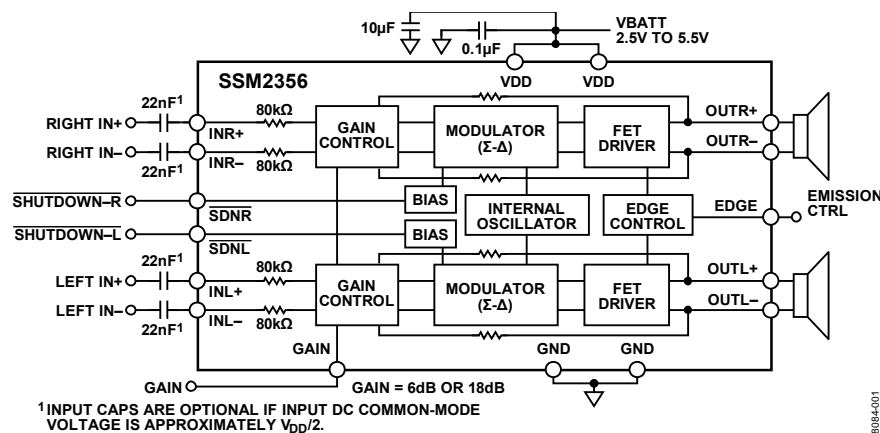 10µF
0.1µF
VBATT
2.5V TO 5.5V
SSM2356
VDD VDD
22nF¹
80kΩ
RIGHT IN+
INR+
GAIN
CONTROL
MODULATOR
(Σ-Δ)
FET
DRIVER
OUTR+
RIGHT IN–
INR–
OUTR–
22nF¹
80kΩ
SHUTDOWN–R
SDNR
BIAS
INTERNAL
OSCILLATOR
EDGE
CONTROL
EDGE
EMISSION
CTRL
SHUTDOWN–L
SDNL
BIAS
22nF¹
80kΩ
LEFT IN+
INL+
GAIN
CONTROL
MODULATOR
(Σ-Δ)
FET
DRIVER
OUTL+
LEFT IN–
INL–
OUTL–
22nF¹
80kΩ
GAIN
GND GND
GAIN
GAIN = 6dB OR 18dB
¹INPUT CAPS ARE OPTIONAL IF INPUT DC COMMON-MODE
VOLTAGE IS APPROXIMATELY VDD/2.
8084-001